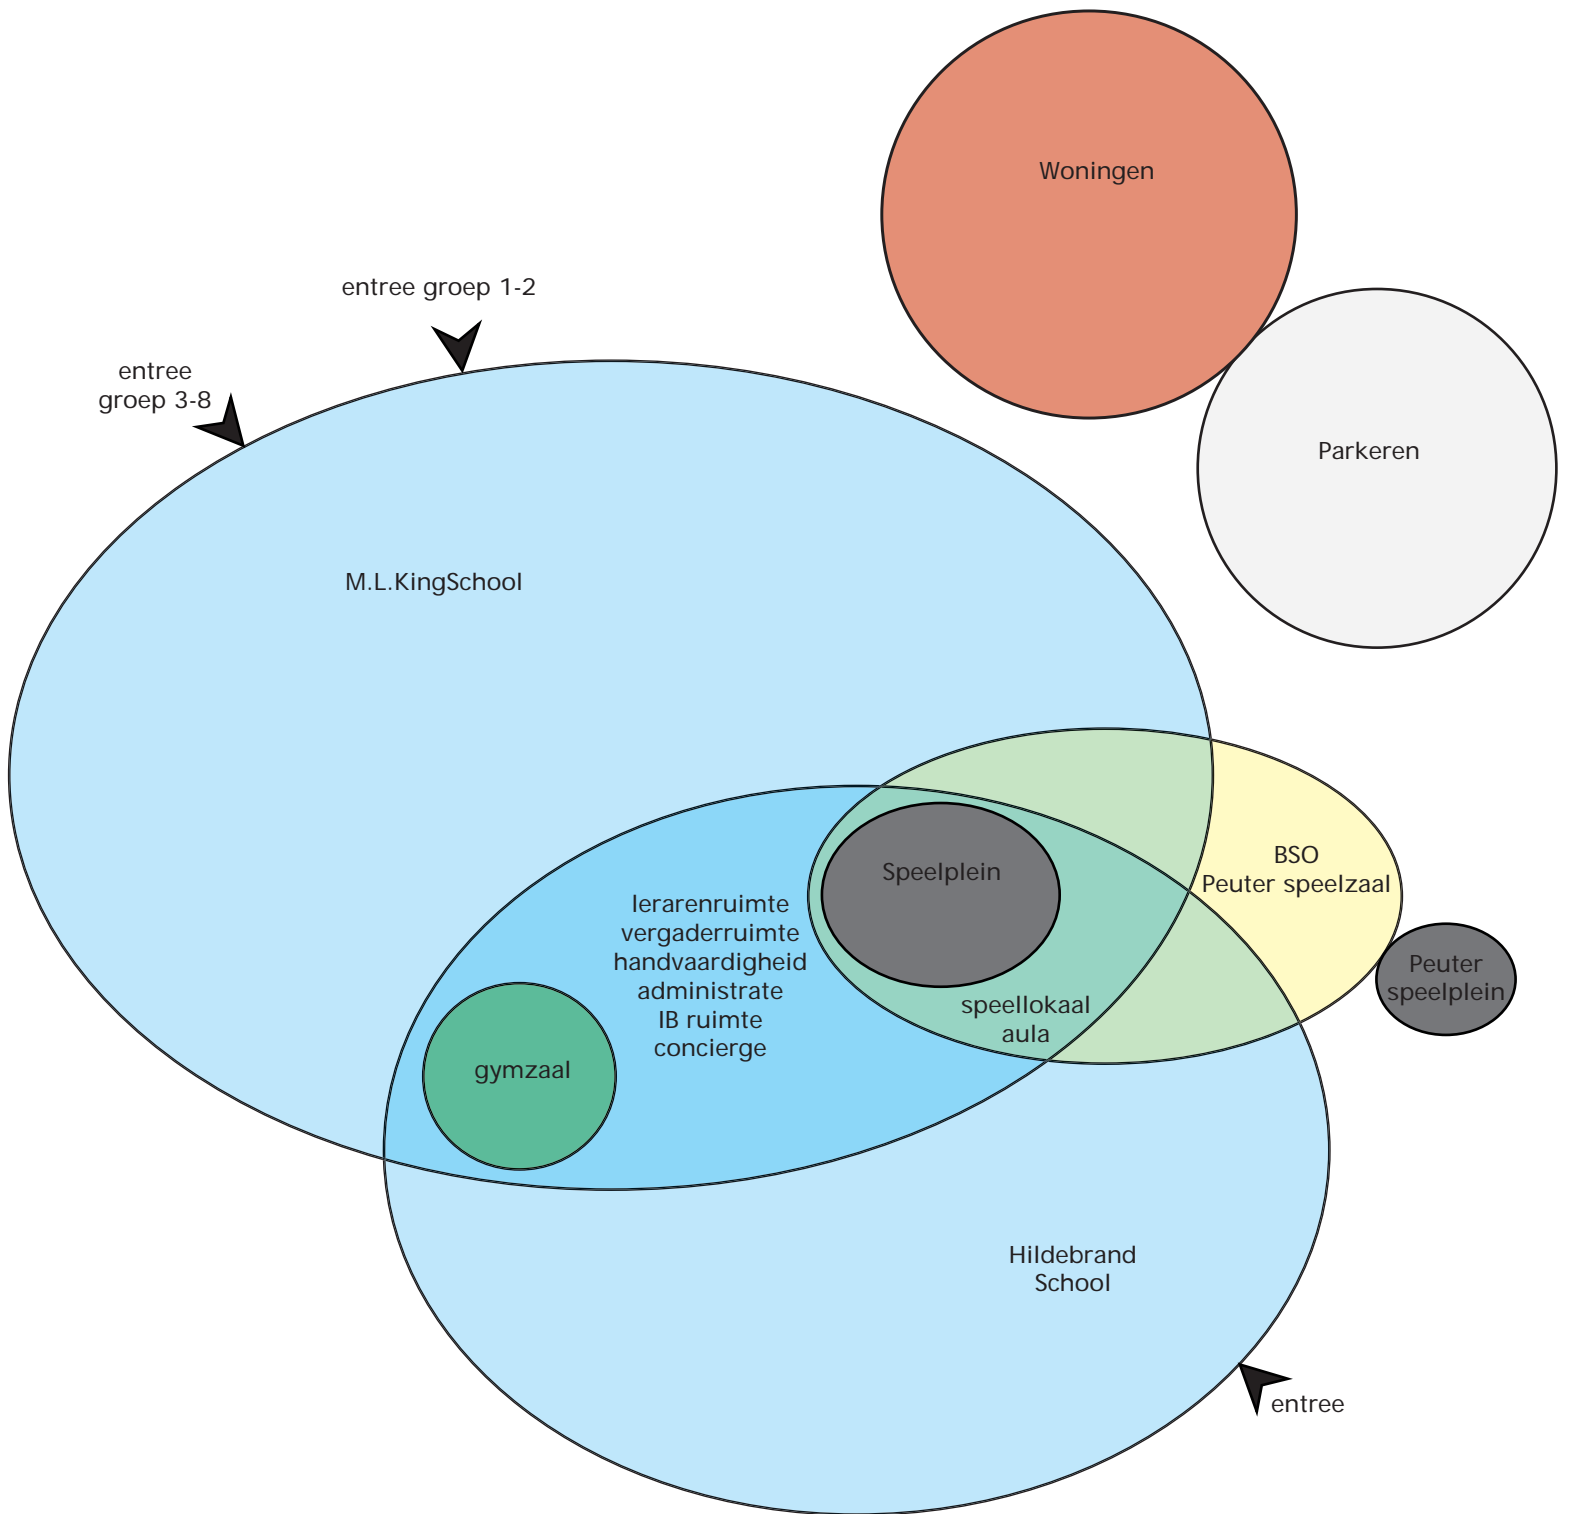 Woningen
entree groep 1-2
entree
groep 3-8
Parkeren
M.L.KingSchool
BSO
Peuter speelzaal
Speelplein
lerarenruimte
vergaderruimte
handvaardigheid
administrate
IB ruimte
concierge
Peuter
speelplein
speellokaal
aula
gymzaal
Hildebrand
School
entree